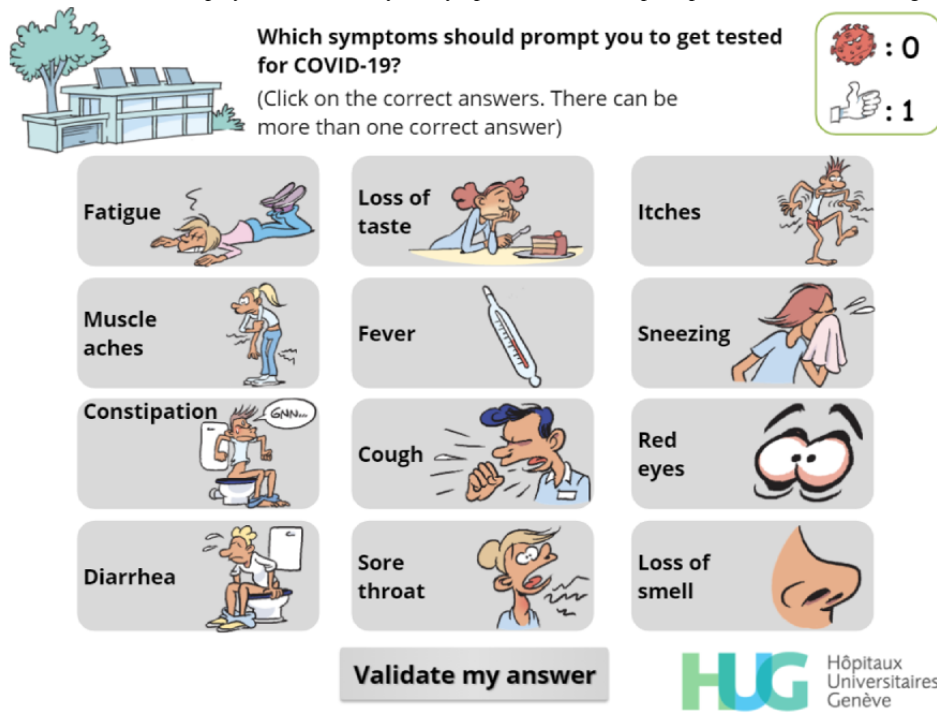 Which symptoms should prompt you to get tested
for COVID-19?
(Click on the correct answers. There can be
more than one correct answer)
: 0
: 1
Fatigue
Loss of
taste
Itches
Muscle
aches
Fever
Sneezing
Constipation
GNN...
Cough
Red
eyes
Diarrhea
Sore
throat
Loss of
smell
Validate my answer
HUG
Hôpitaux
Universitaires
Genève